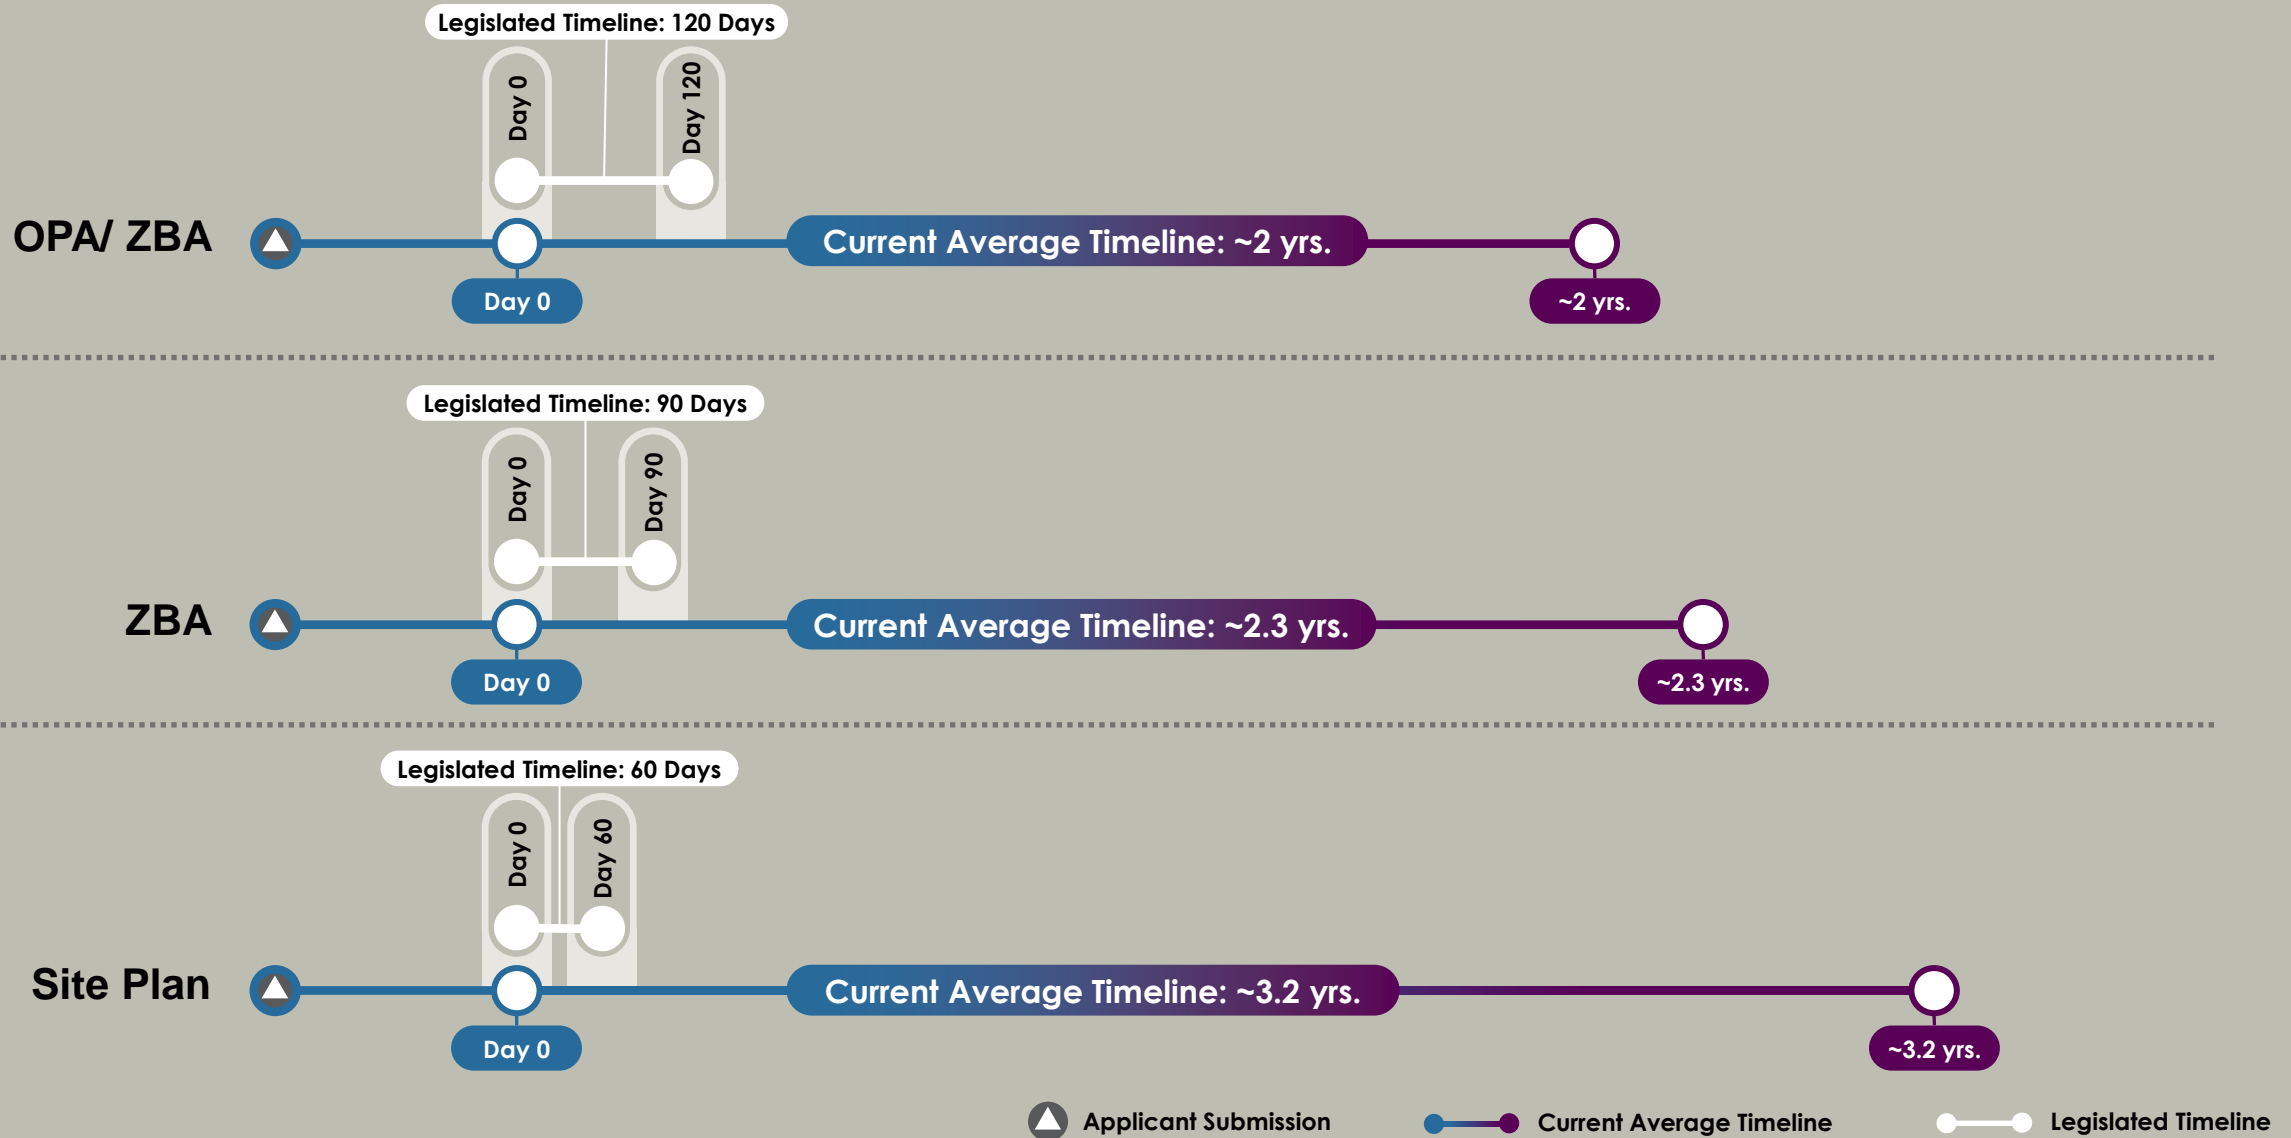 Legislated Timeline: 120 Days
Day 0
Day 120
OPA/ ZBA
Current Average Timeline: ~2 yrs.
Day 0
~2 yrs.
Legislated Timeline: 90 Days
Day 0
Day 90
ZBA
Current Average Timeline: ~2.3 yrs.
Day 0
~2.3 yrs.
Legislated Timeline: 60 Days
Day 0
Day 60
Site Plan
Current Average Timeline: ~3.2 yrs.
Day 0
~3.2 yrs.
Applicant Submission
Current Average Timeline
Legislated Timeline